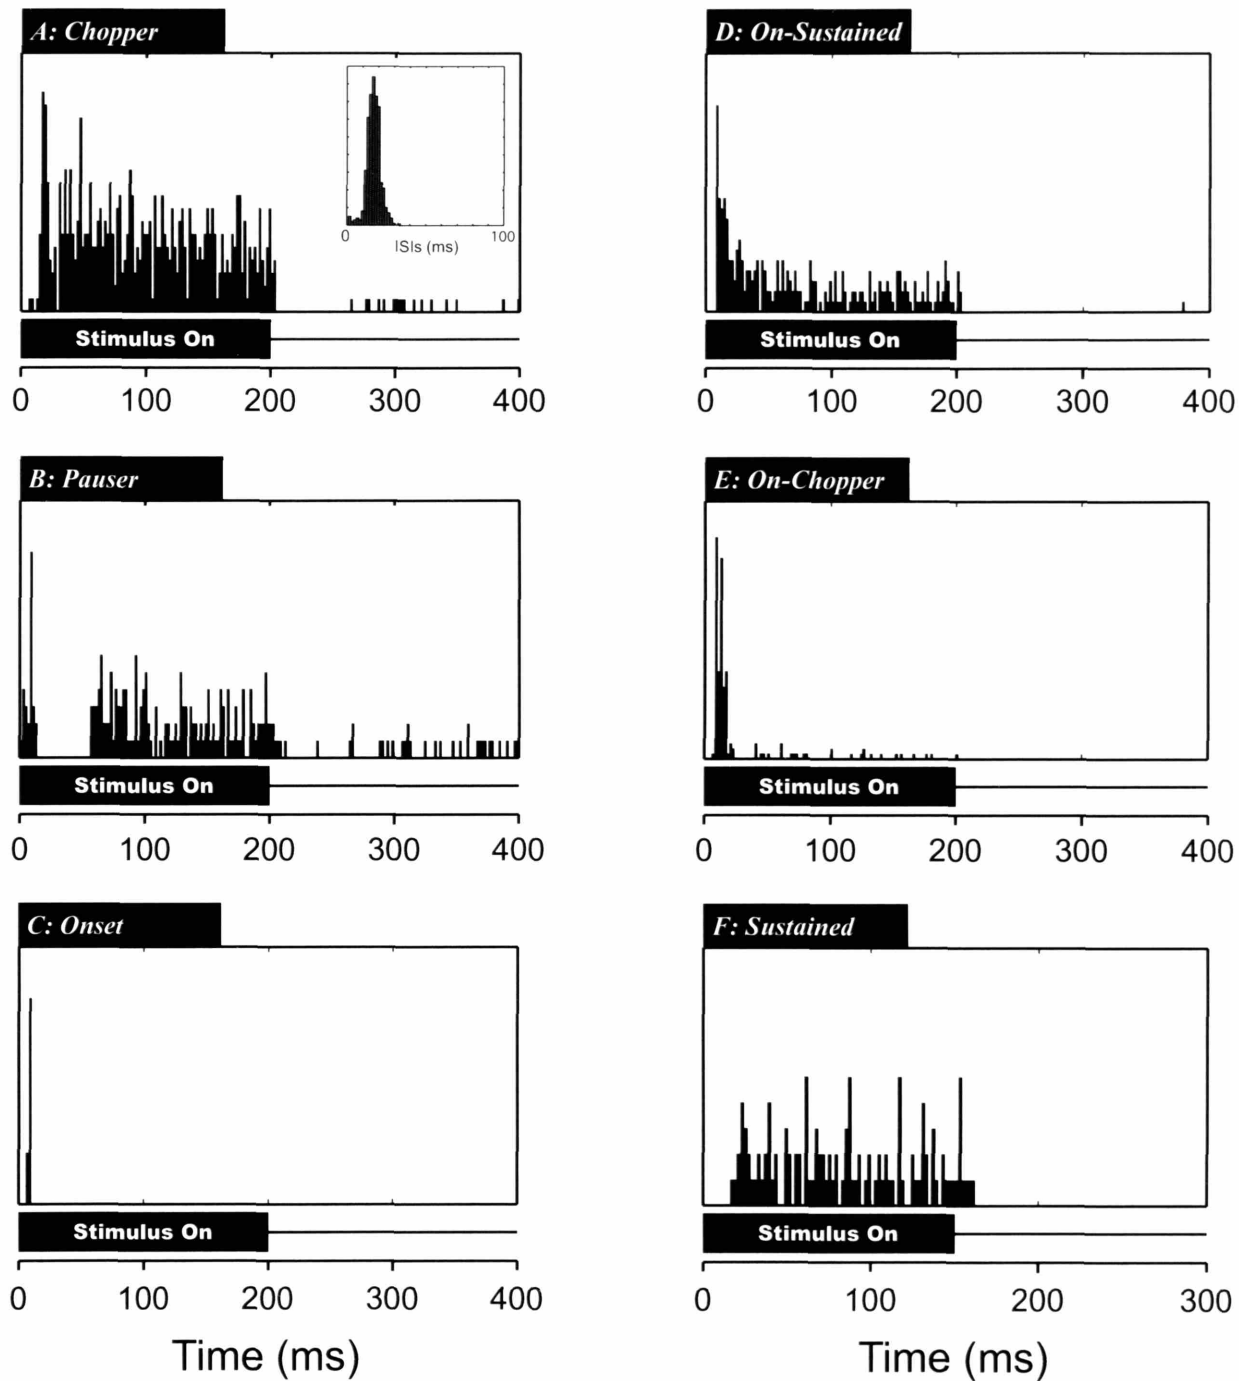 A: Chopper
0 100
ISIs (ms)
Stimulus On
0 100 200 300 400
B: Pauser
Stimulus On
0 100 200 300 400
C: Onset
Stimulus On
0 100 200 300 400
Time (ms)
D: On-Sustained
Stimulus On
0 100 200 300 400
E: On-Chopper
Stimulus On
0 100 200 300 400
F: Sustained
Stimulus On
0 100 200 300
Time (ms)